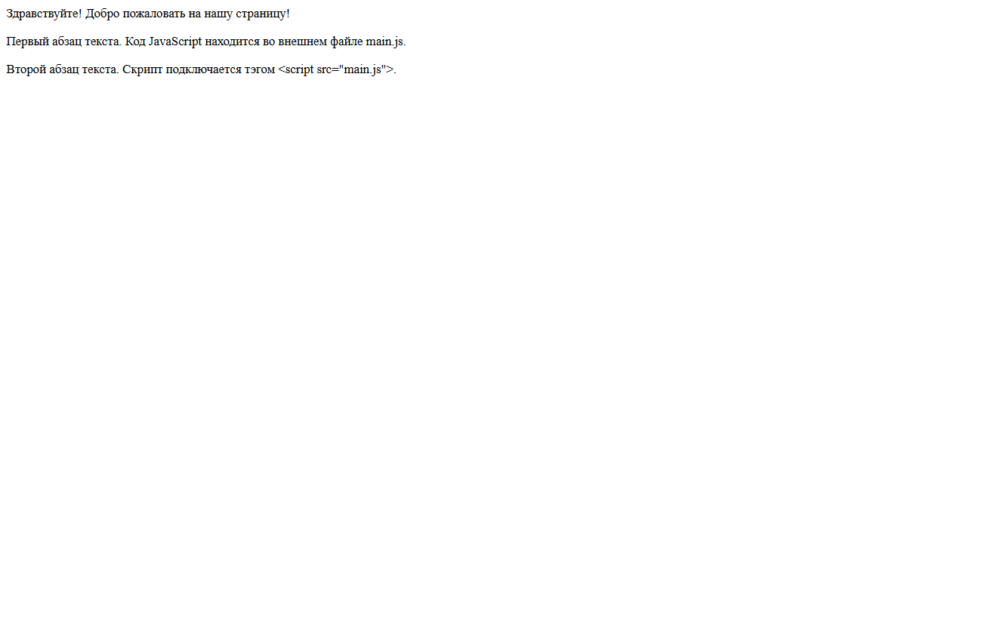 Здравствуйте! Добро пожаловать на нашу страницу!
Первый абзац текста. Код JavaScript находится во внешнем файле main.js.
Второй абзац текста. Скрипт подключается тэгом <script src="main.js">.